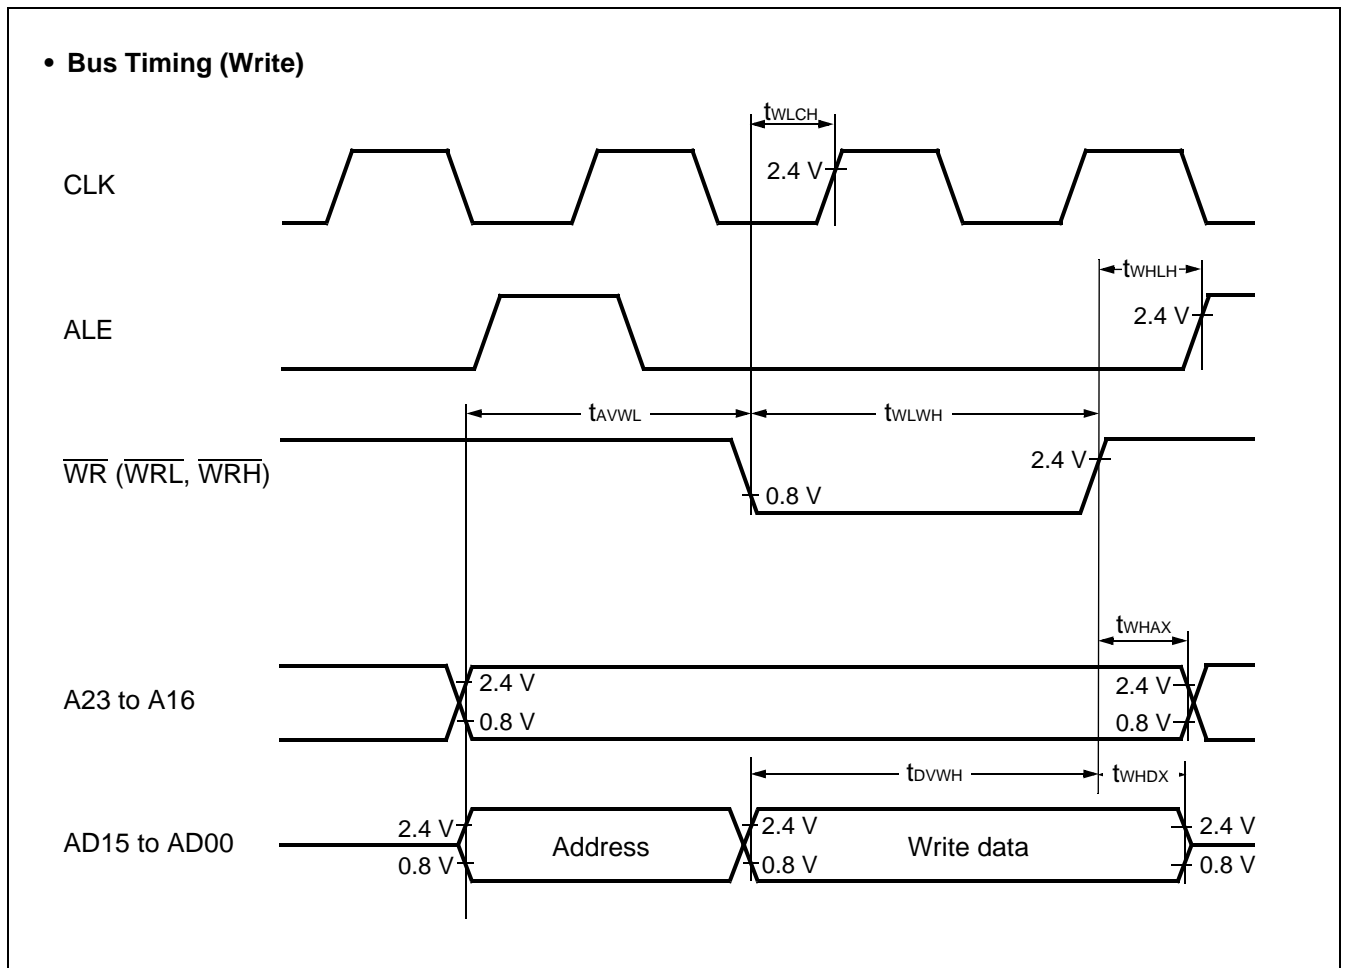 • Bus Timing (Write)
tWLCH
CLK
2.4 V
tWHLH
ALE
2.4 V
tAVWL
tWLWH
WR (WRL, WRH)
2.4 V
0.8 V
tWHAX
A23 to A16
2.4 V
2.4 V
0.8 V
0.8 V
tDVWH
tWHDX
AD15 to AD00
2.4 V
Address
2.4 V
Write data
2.4 V
0.8 V
0.8 V
0.8 V